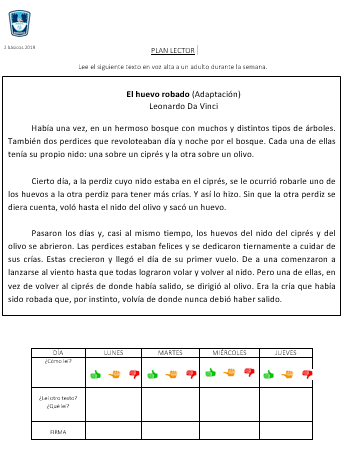 2 Básicos 2018
PLAN LECTOR
Lee el siguiente texto en voz alta a un adulto durante la semana.
El huevo robado (Adaptación)
Leonardo Da Vinci
Había una vez, en un hermoso bosque con muchos y distintos tipos de árboles.
También dos perdices que revoloteaban día y noche por el bosque. Cada una de ellas
tenía su propio nido: una sobre un ciprés y la otra sobre un olivo.
Cierto día, a la perdiz cuyo nido estaba en el ciprés, se le ocurrió robarle uno de
los huevos a la otra perdiz para tener más crías. Y así lo hizo. Sin que la otra perdiz se
diera cuenta, voló hasta el nido del olivo y sacó un huevo.
Pasaron los días y, casi al mismo tiempo, los huevos del nido del ciprés y del
olivo se abrieron. Las perdices estaban felices y se dedicaron tiernamente a cuidar de
sus crías. Estas crecieron y llegó el día de su primer vuelo. De a una comenzaron a
lanzarse al viento hasta que todas lograron volar y volver al nido. Pero una de ellas, en
vez de volver al ciprés de donde había salido, se dirigió al olivo. Era la cría que había
sido robada que, por instinto, volvía de donde nunca debió haber salido.
DÍA LUNES MARTES MIÉRCOLES JUEVES
¿Cómo leí?
¿Leí otro texto?
¿Qué leí?
FIRMA